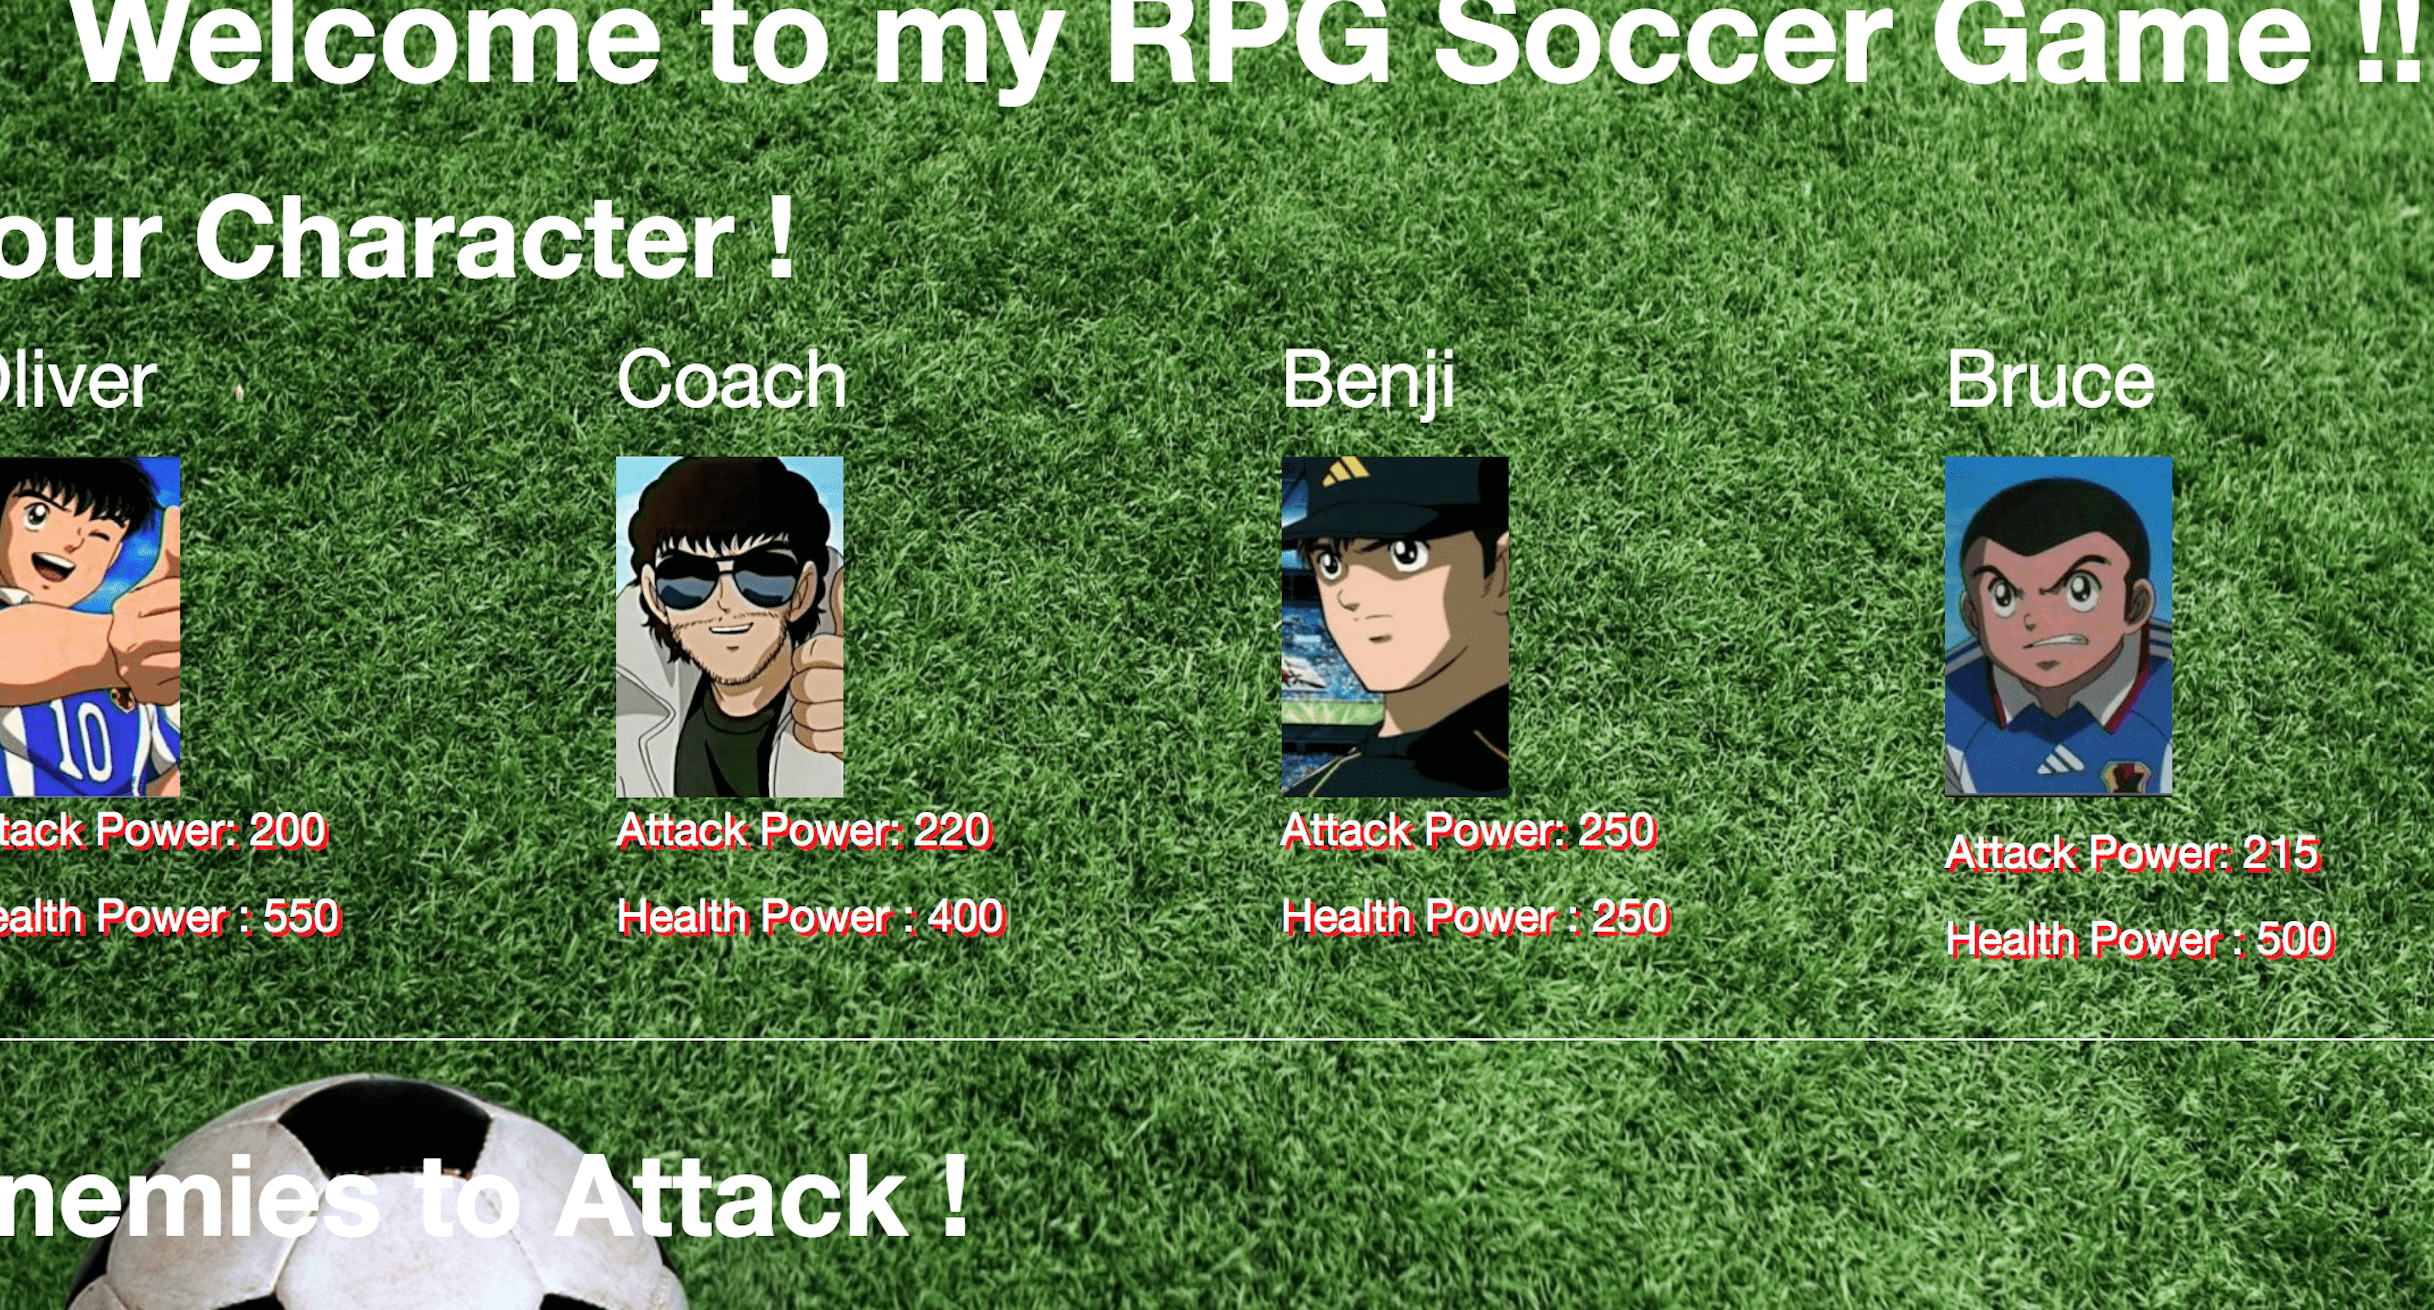 Welcome to my RPG Soccer Game !!
our Character !
Oliver Coach Benji Bruce
10
tack Power: 200 Attack Power: 220 Attack Power: 250 Attack Power: 215
ealth Power : 550 Health Power : 400 Health Power : 250 Health Power : 500
nemies to Attack !